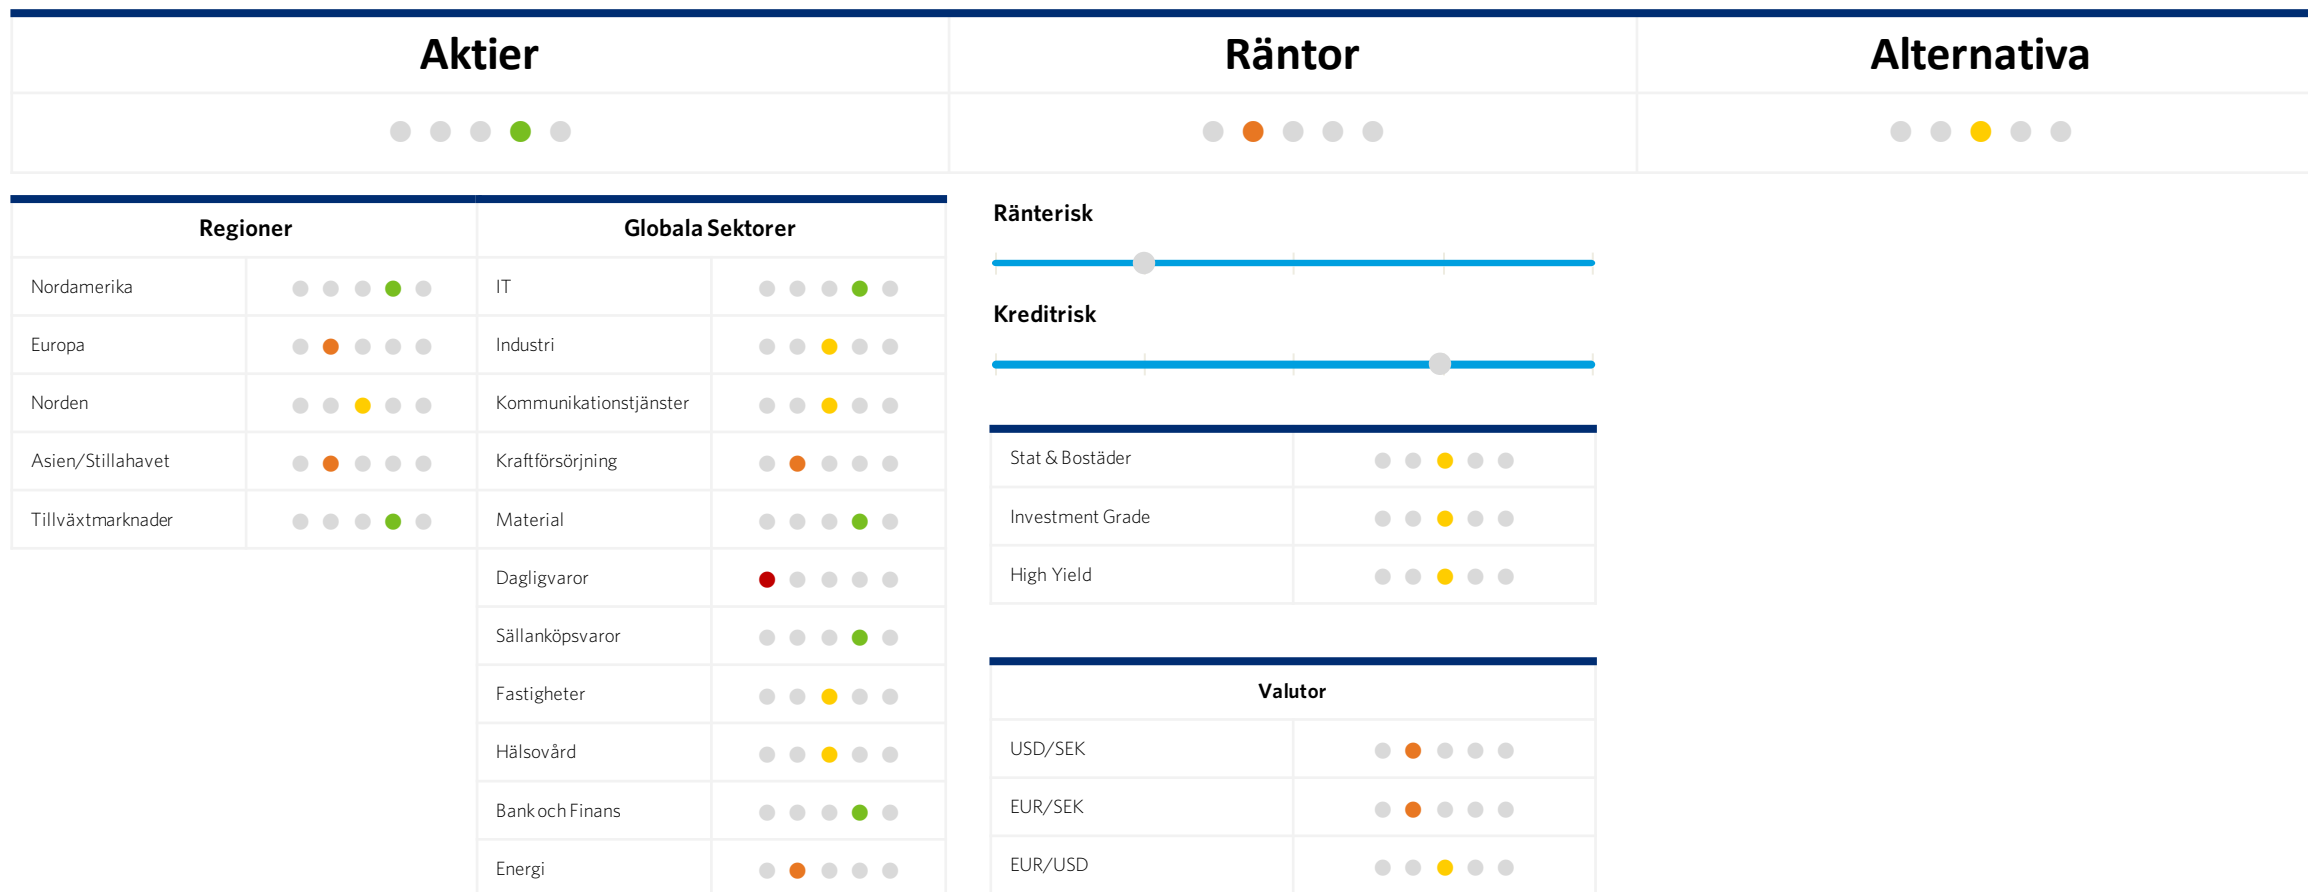 Aktier
Räntor
Alternativa
Regioner
Globala Sektorer
Nordamerika
Europa
Norden
Asien/Stillahavet
Tillväxtmarknader
IT
Industri
Kommunikationstjänster
Kraftförsörjning
Material
Dagligvaror
Sällanköpsvaror
Fastigheter
Hälsovård
Bank och Finans
Energi
Ränterisk
Kreditrisk
Stat & Bostäder
Investment Grade
High Yield
Valutor
USD/SEK
EUR/SEK
EUR/USD